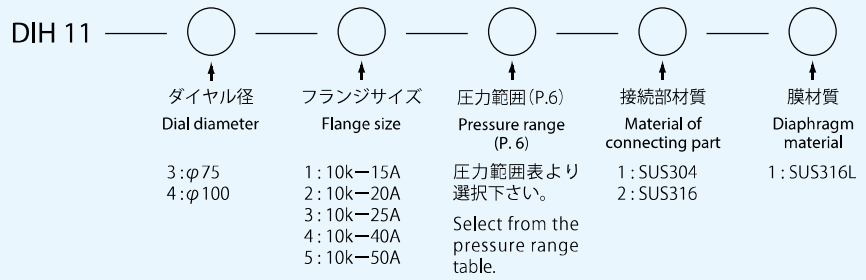 DIH 11
ダイヤル径
Dial diameter
3:φ75
4:φ100
フランジサイズ
Flange size
1:10k−15A
2:10k−20A
3:10k−25A
4:10k−40A
5:10k−50A
圧力範囲(P.6)
Pressure range
(P. 6)
圧力範囲表より
選択下さい。
Select from the
pressure range
table.
接続部材質
Material of
connecting part
1:SUS304
2:SUS316
膜材質
Diaphragm
material
1:SUS316L